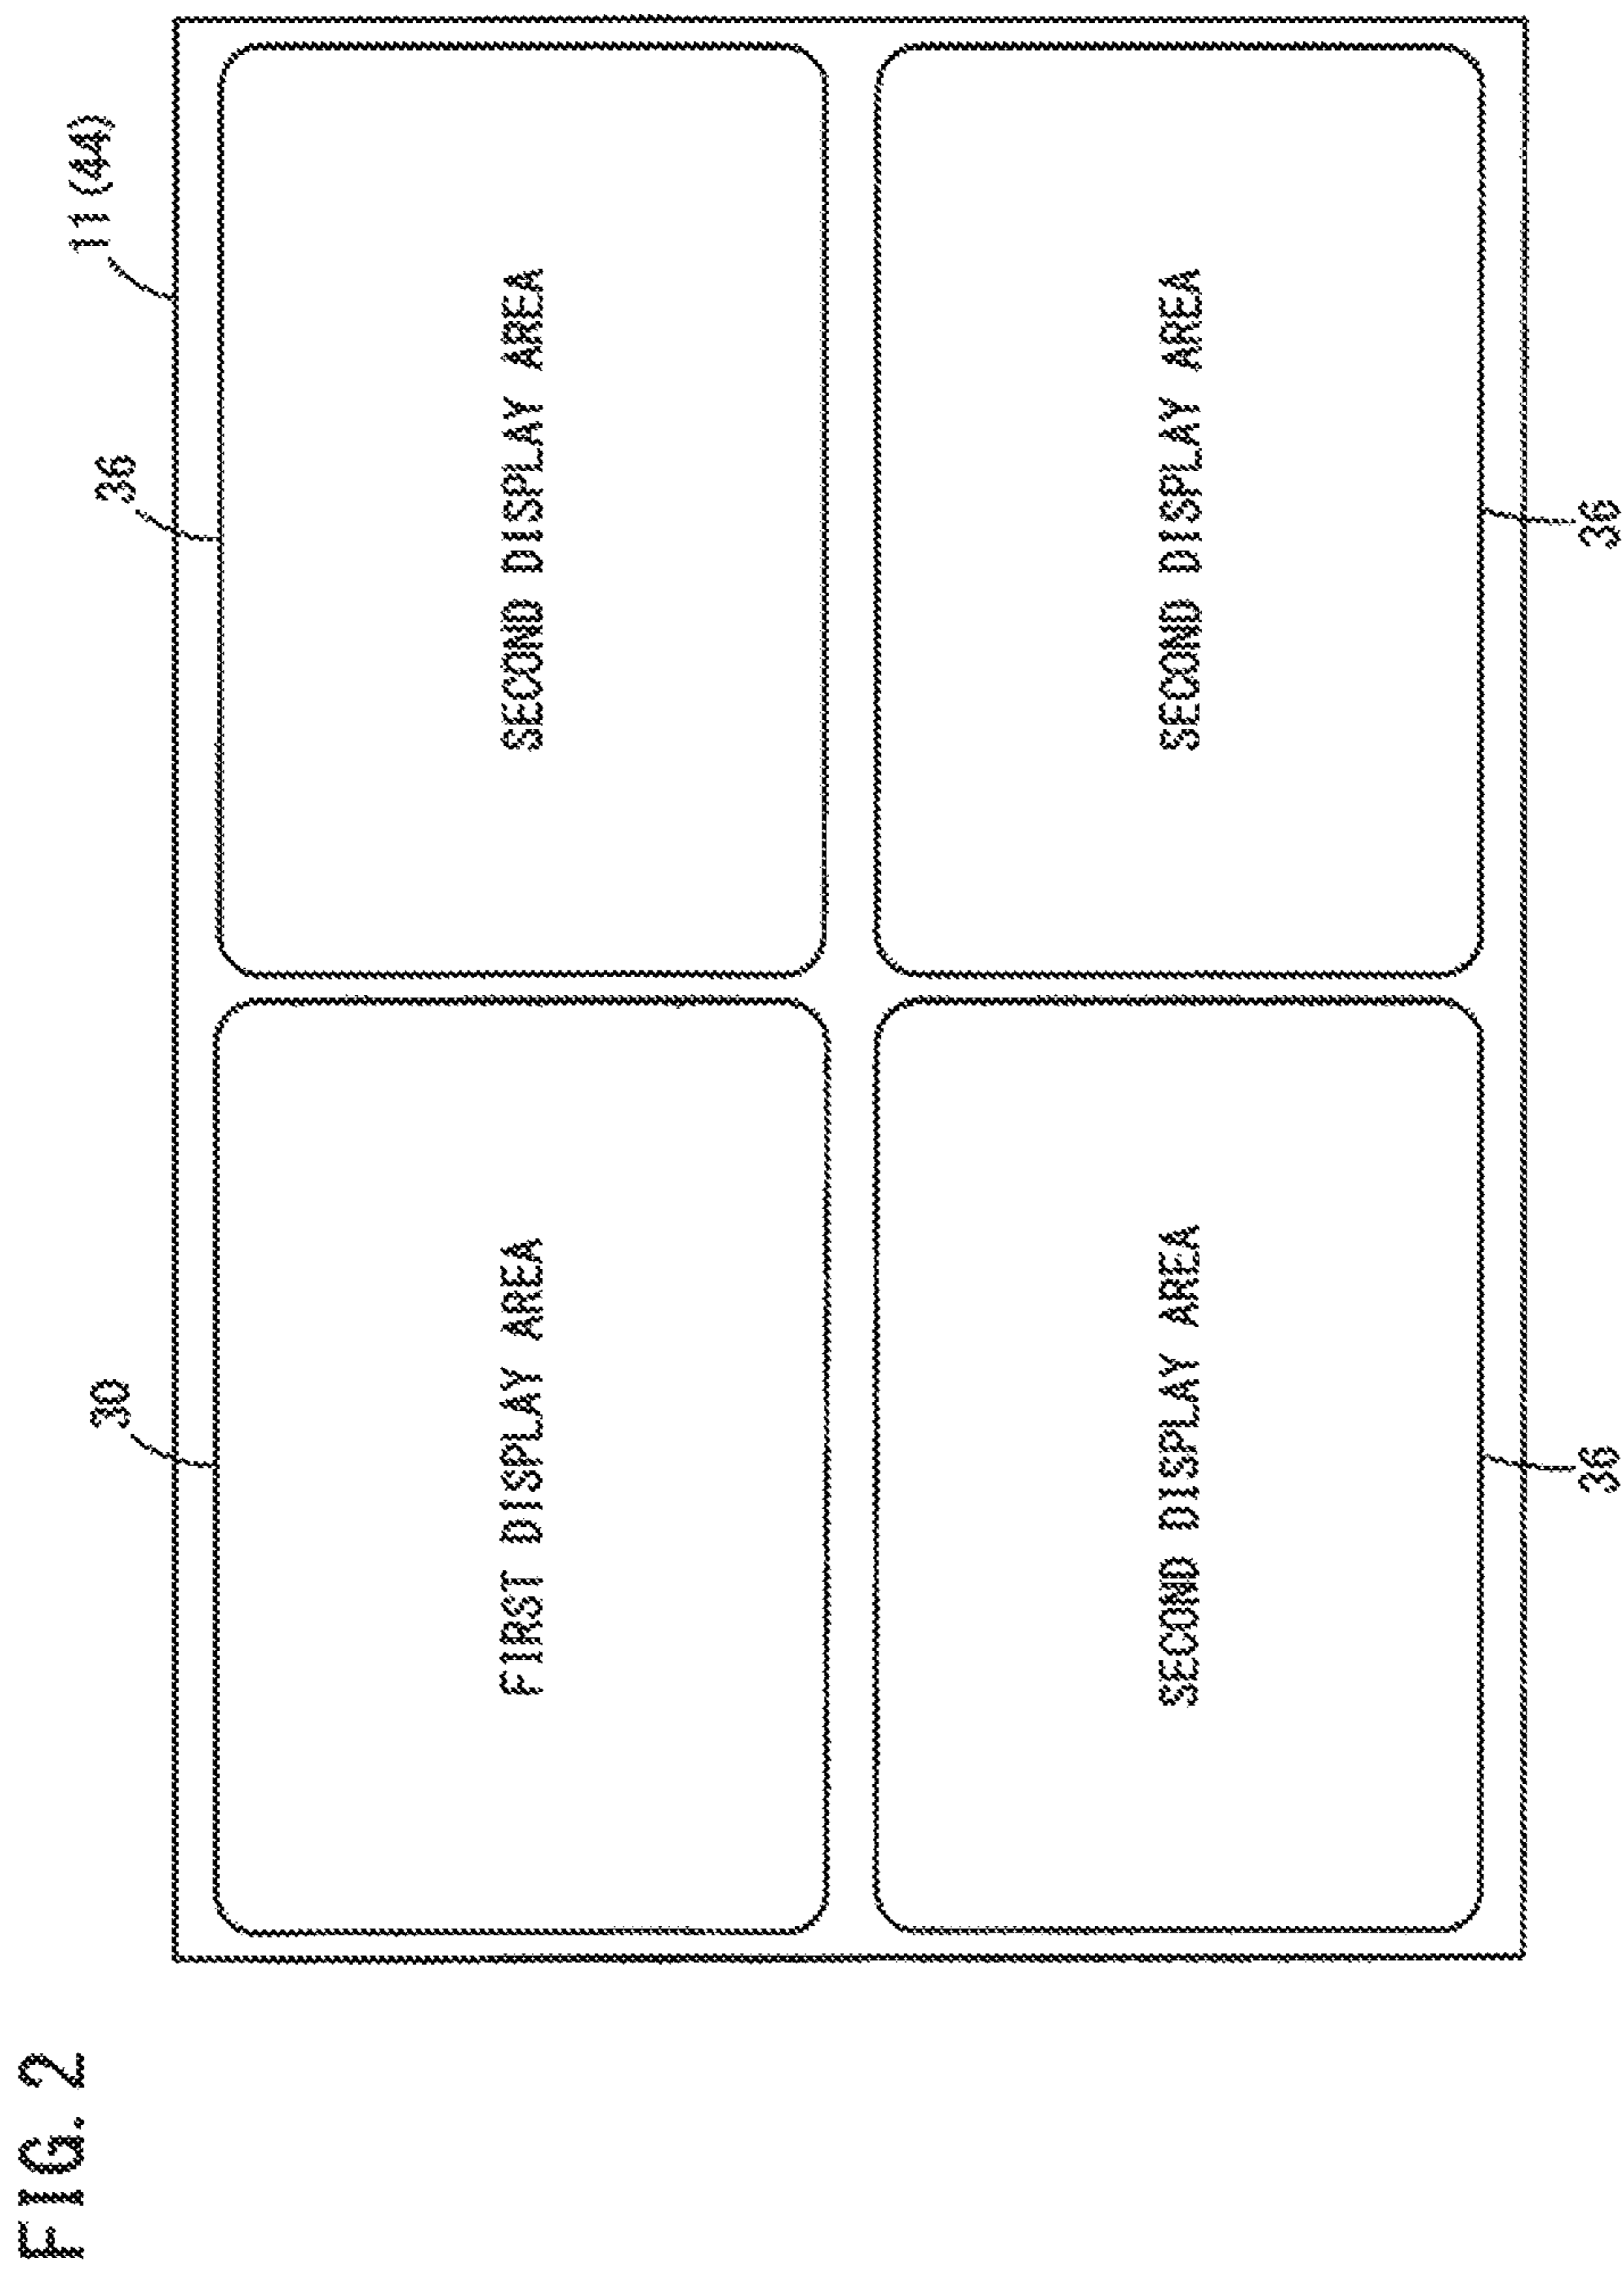 FIG. 2
11(44)
30
36
FIRST DISPLAY AREA
SECOND DISPLAY AREA
SECOND DISPLAY AREA
SECOND DISPLAY AREA
36
36